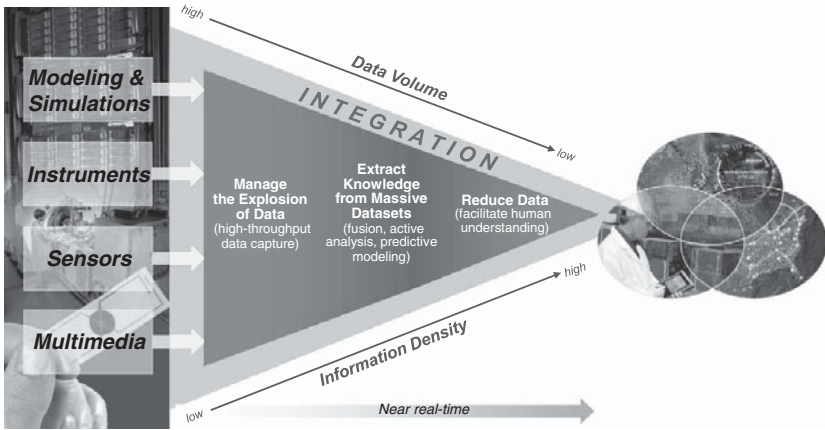 high
Data Volume
low
INTEGRATION
Modeling &
Simulations
Instruments
Sensors
Multimedia
Manage
the Explosion
of Data
(high-throughput
data capture)
Extract
Knowledge
from Massive
Datasets
(fusion, active
analysis, predictive
modeling)
Reduce Data
(facilitate human
understanding)
high
Information Density
low
Near real-time